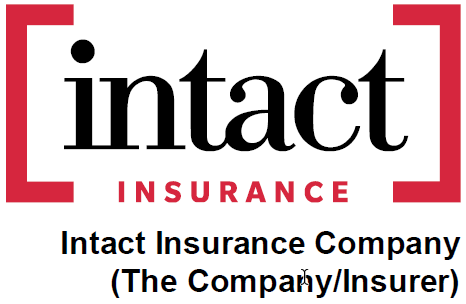 intact
INSURANCE
Intact Insurance Company
(The Company/Insurer)